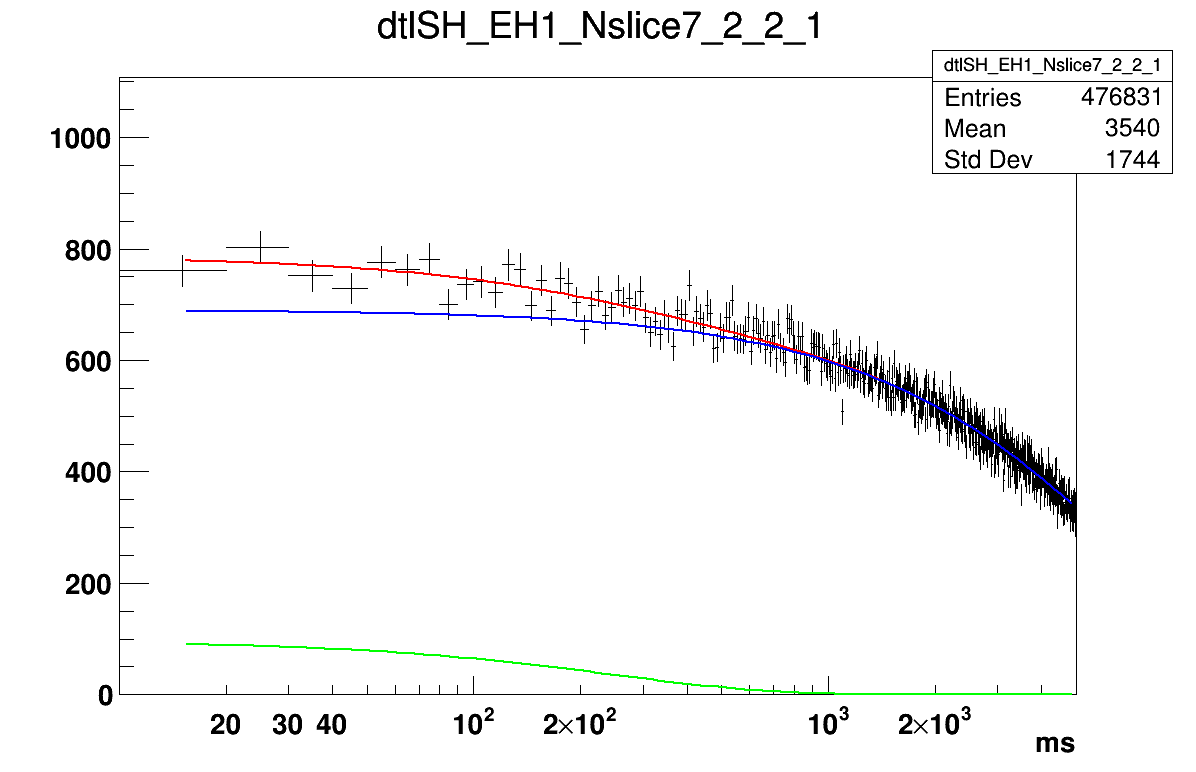 dtlSH_EH1_Nslice7_2_2_1
dtlSH_EH1_Nslice7_2_2_1
Entries 476831
Mean 3540
Std Dev 1744
1000
800
600
400
200
0
20 30 40 10² 2×10² 10³ 2×10³
ms